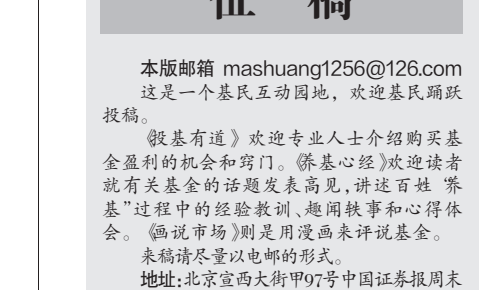 征 稿
本版邮箱 mashuang1256@126.com
这是一个基民互动园地，欢迎基民踊跃
投稿。
《投基有道》欢迎专业人士介绍购买基
金盈利的机会和窍门。《养基心经》欢迎读者
就有关基金的话题发表高见,讲述百姓“养
基”过程中的经验教训、趣闻轶事和心得体
会。《画说市场》则是用漫画来评说基金。
来稿请尽量以电邮的形式。
地址:北京宣西大街甲97号中国证券报周末